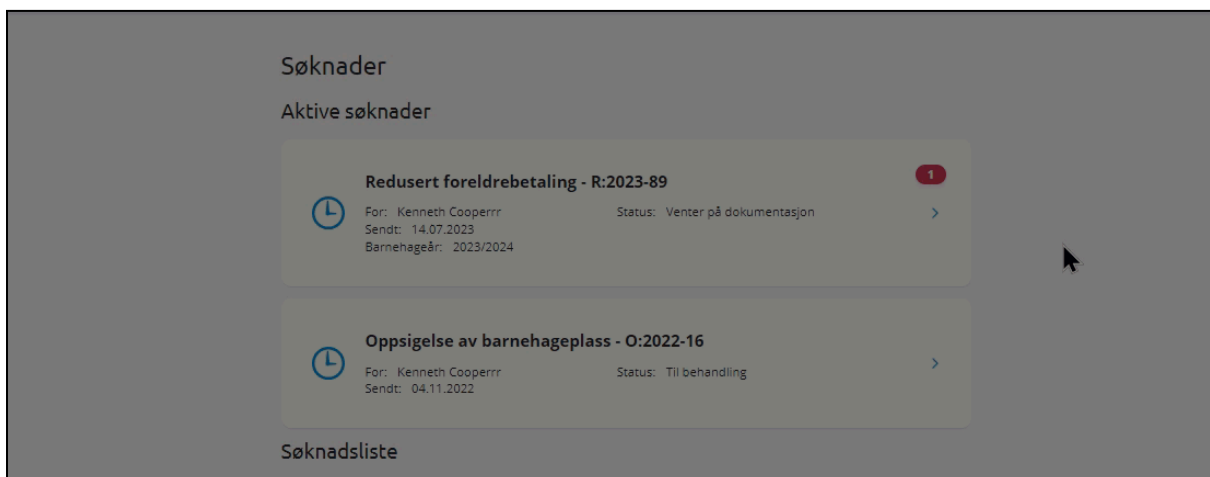 Søknader
Aktive søknader
Redusert foreldrebetaling - R:2023-89
1
For: Kenneth Cooperrr
Status: Venter på dokumentasjon
Sendt: 14.07.2023
Barnehageår: 2023/2024
Oppsigelse av barnehageplass - O:2022-16
For: Kenneth Cooperrr
Status: Til behandling
Sendt: 04.11.2022
Søknadsliste